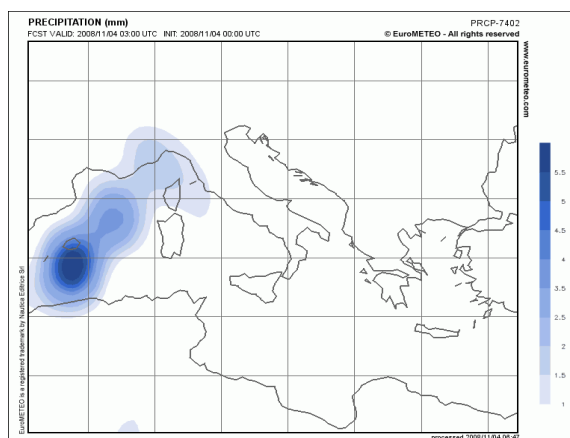 PRECIPITATION (mm)
PRCP-7402
FCST VALID: 2008/11/04 03:00 UTC INIT: 2008/11/04 00:00 UTC
© EuroMETEO - All rights reserved
www.eurometeo.com
5.5
5
4.5
4
3.5
3
2.5
2
1.5
1
EuroMETEO is a registered trademark by Nautica Editrice Srl
processed 2008/11/04 06:47